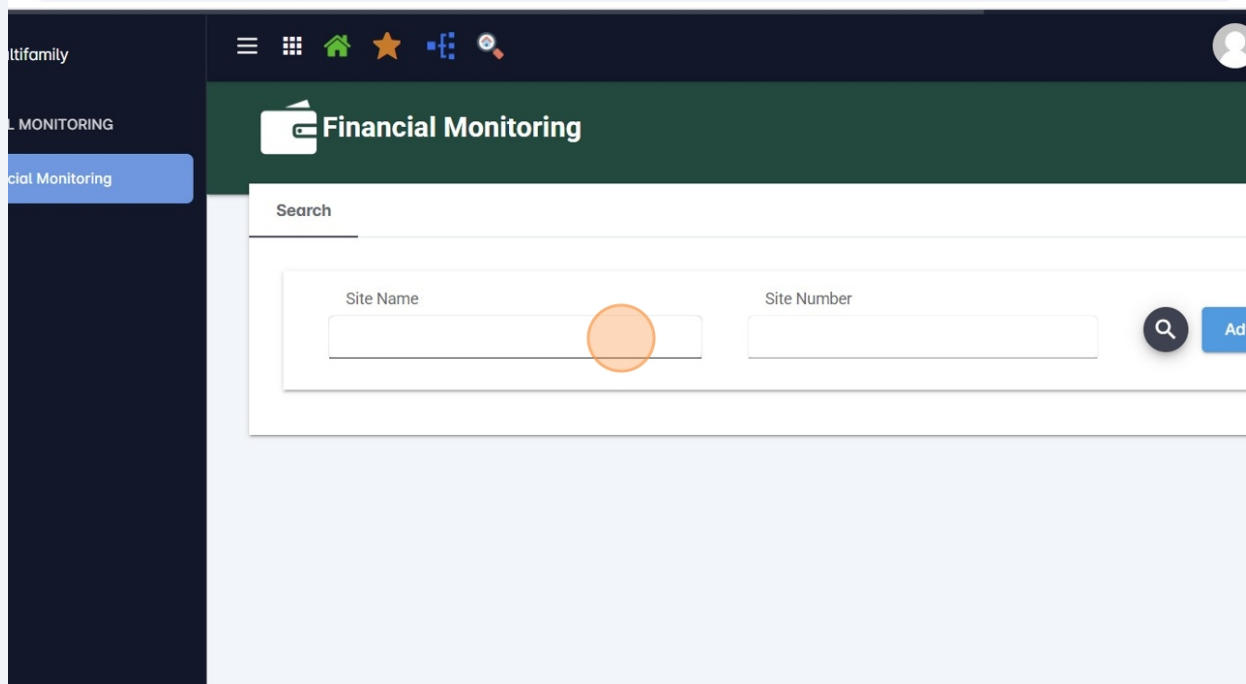 ltifamily
L MONITORING
cial Monitoring
Financial Monitoring
Search
Site Name
Site Number
Ad